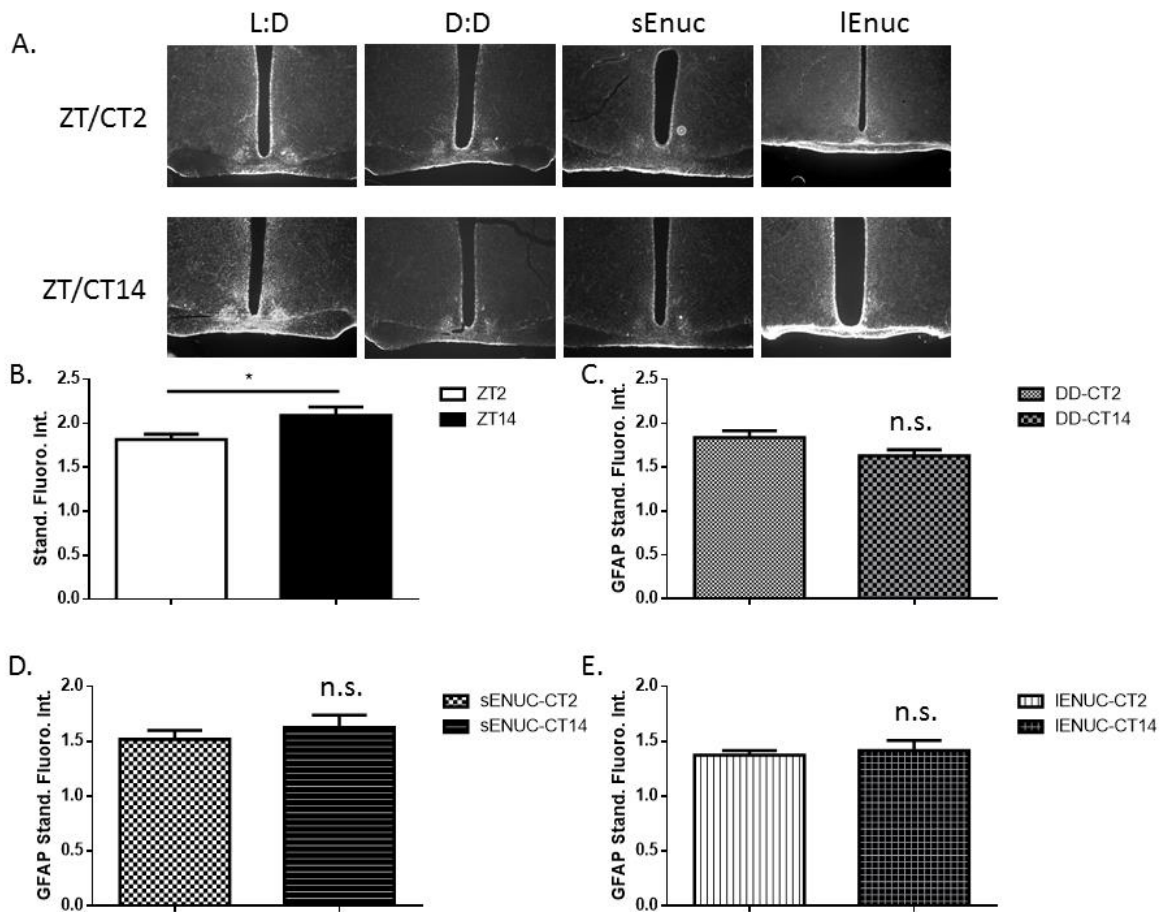 A.
L:D D:D sEnuc lEnuc
ZT/CT2
ZT/CT14
B.
Stand. Fluoro. Int.
2.5
2.0
1.5
1.0
0.5
0.0
*
ZT2
ZT14
C.
GFAP Stand. Fluoro. Int.
2.5
2.0
1.5
1.0
0.5
0.0
n.s.
DD-CT2
DD-CT14
D.
GFAP Stand. Fluoro. Int.
2.0
1.5
1.0
0.5
0.0
n.s.
sENUC-CT2
sENUC-CT14
E.
GFAP Stand. Fluoro. Int.
2.0
1.5
1.0
0.5
0.0
n.s.
lENUC-CT2
lENUC-CT14